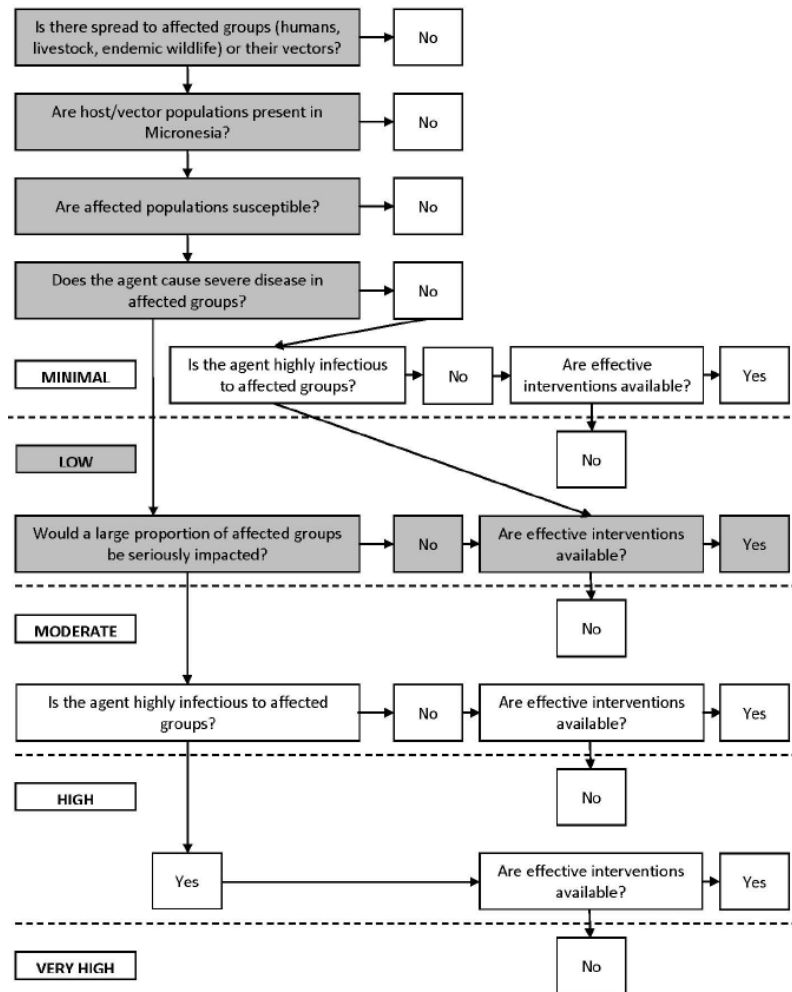 Is there spread to affected groups (humans,
livestock, endemic wildlife) or their vectors?
No
Are host/vector populations present in
Micronesia?
No
Are affected populations susceptible?
No
Does the agent cause severe disease in
affected groups?
No
MINIMAL
Is the agent highly infectious
to affected groups?
No
Are effective
interventions available?
Yes
LOW
No
Would a large proportion of affected groups
be seriously impacted?
No
Are effective interventions
available?
Yes
MODERATE
No
Is the agent highly infectious to affected
groups?
No
Are effective interventions
available?
Yes
HIGH
No
Yes
Are effective interventions
available?
Yes
VERY HIGH
No